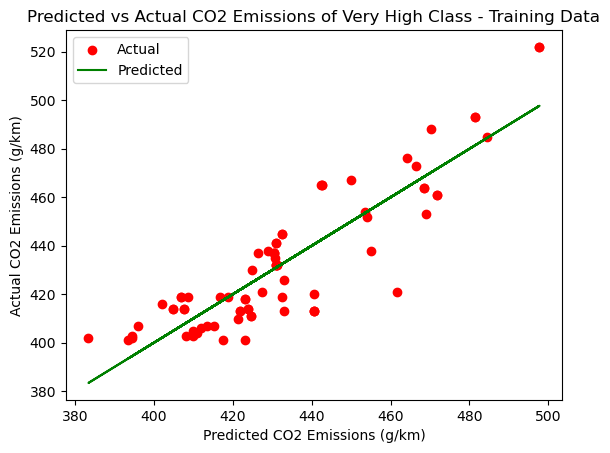 Predicted vs Actual CO2 Emissions of Very High Class - Training Data
Actual
Predicted
520
500
480
460
440
420
400
380
Actual CO2 Emissions (g/km)
380 400 420 440 460 480 500
Predicted CO2 Emissions (g/km)